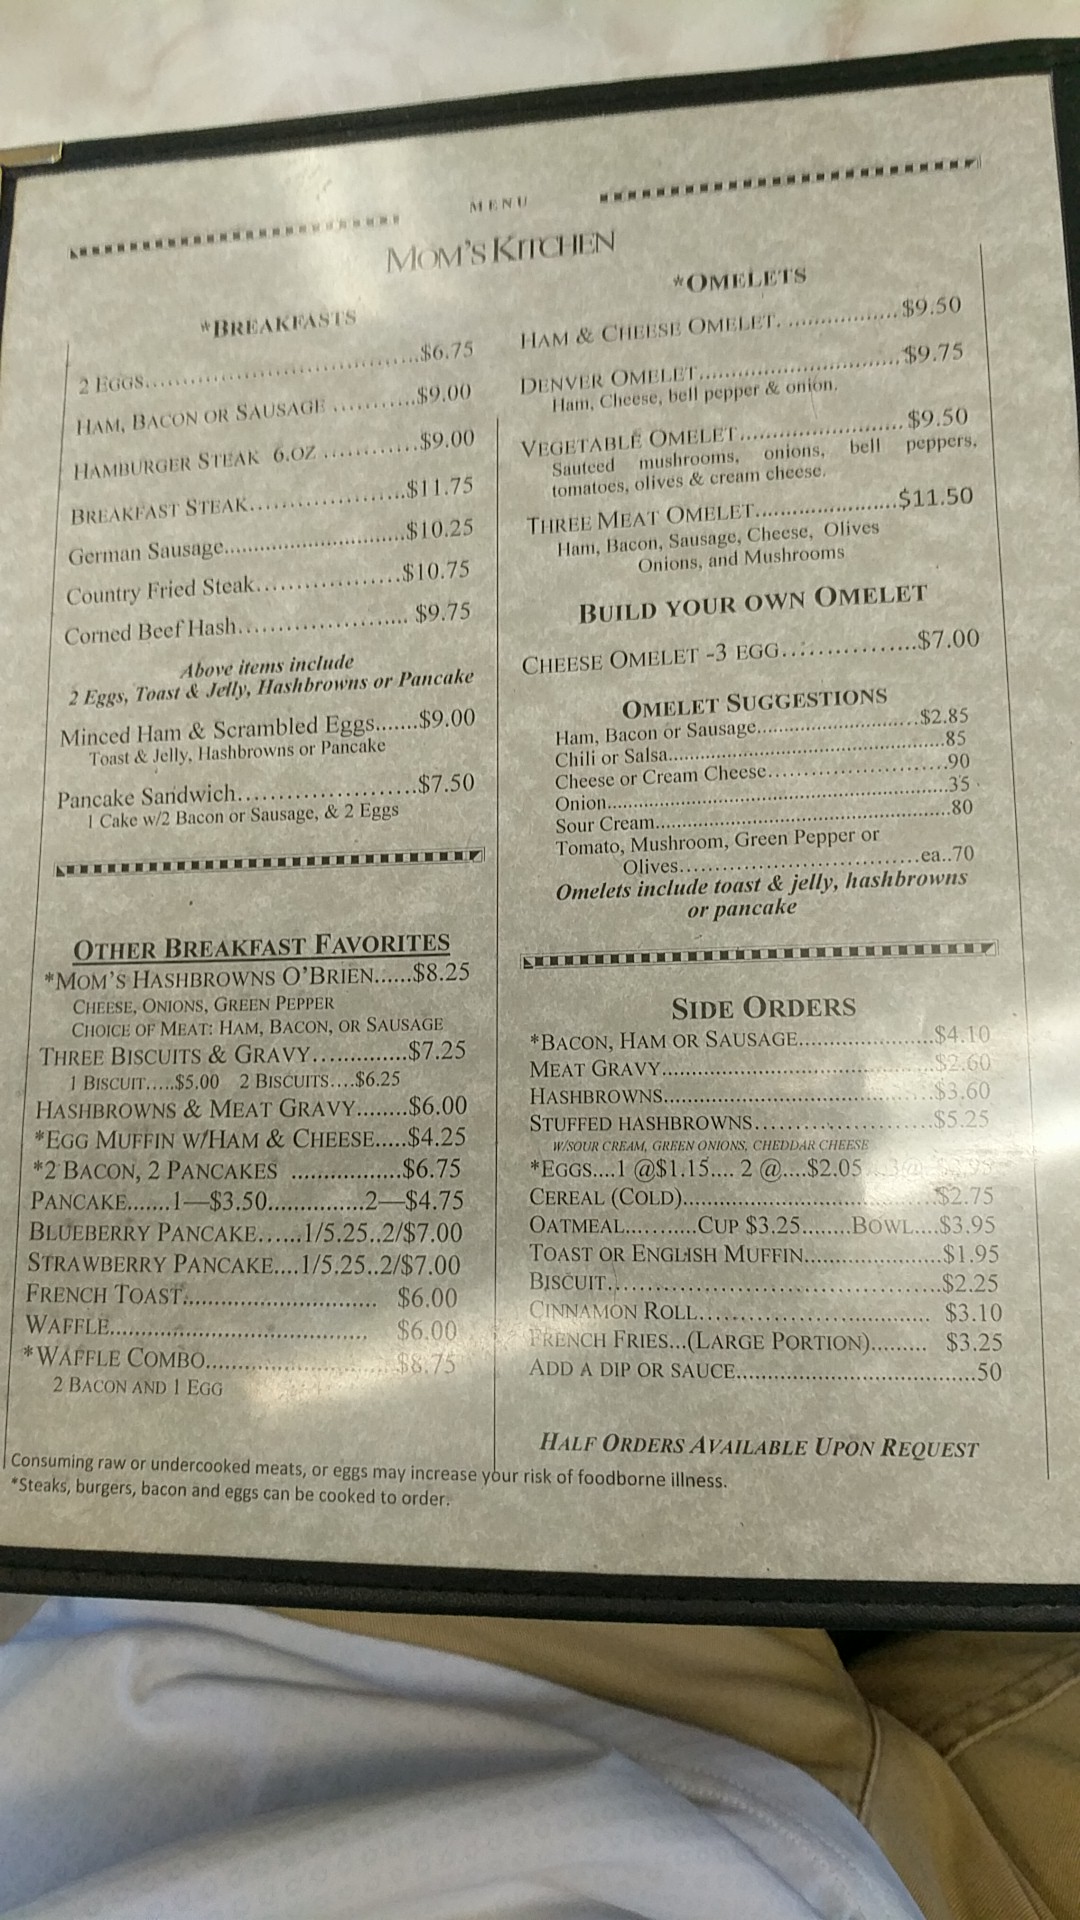 MENU
MOM'S KITCHEN
*BREAKFASTS
2 EGGS...............................$6.75
HAM, BACON OR SAUSAGE ...........$9.00
HAMBURGER STEAK 6.OZ ............$9.00
BREAKFAST STEAK....................$11.75
German Sausage...............................$10.25
Country Fried Steak..................$10.75
Corned Beef Hash..................... $9.75
Above items include
2 Eggs, Toast & Jelly, Hashbrowns or Pancake
Minced Ham & Scrambled Eggs.......$9.00
Toast & Jelly, Hashbrowns or Pancake
Pancake Sandwich......................$7.50
1 Cake w/2 Bacon or Sausage, & 2 Eggs
OTHER BREAKFAST FAVORITES
*MOM'S HASHBROWNS O'BRIEN......$8.25
CHEESE, ONIONS, GREEN PEPPER
CHOICE OF MEAT: HAM, BACON, OR SAUSAGE
THREE BISCUITS & GRAVY..............$7.25
1 BISCUIT.....$5.00 2 BISCUITS....$6.25
HASHBROWNS & MEAT GRAVY........$6.00
*EGG MUFFIN W/HAM & CHEESE.....$4.25
*2 BACON, 2 PANCAKES .................$6.75
PANCAKE.......1—$3.50...............2—$4.75
BLUEBERRY PANCAKE......1/5.25..2/$7.00
STRAWBERRY PANCAKE....1/5.25..2/$7.00
FRENCH TOAST............................... $6.00
WAFFLE......................................... $6.00
*WAFFLE COMBO..............................$8.75
2 BACON AND 1 EGG
*OMELETS
HAM & CHEESE OMELET. .................$9.50
DENVER OMELET..............................$9.75
Ham, Cheese, bell pepper & onion.
VEGETABLE OMELET........................$9.50
Sauteed mushrooms, onions, bell peppers,
tomatoes, olives & cream cheese.
THREE MEAT OMELET.....................$11.50
Ham, Bacon, Sausage, Cheese, Olives
Onions, and Mushrooms
BUILD YOUR OWN OMELET
CHEESE OMELET -3 EGG.................$7.00
OMELET SUGGESTIONS
Ham, Bacon or Sausage..........................$2.85
Chili or Salsa............................................85
Cheese or Cream Cheese.........................90
Onion.......................................................35
Sour Cream...............................................80
Tomato, Mushroom, Green Pepper or
Olives.................................ea..70
Omelets include toast & jelly, hashbrowns
or pancake
SIDE ORDERS
*BACON, HAM OR SAUSAGE....................$4.10
MEAT GRAVY.......................................$2.60
HASHBROWNS.......................................$3.60
STUFFED HASHBROWNS.........................$5.25
W/SOUR CREAM, GREEN ONIONS, CHEDDAR CHEESE
*EGGS....1 @$1.15.... 2 @....$2.05...3@
CEREAL (COLD).....................................$2.75
OATMEAL..........CUP $3.25.......BOWL....$3.95
TOAST OR ENGLISH MUFFIN...................$1.95
BISCUIT................................................$2.25
CINNAMON ROLL................................ $3.10
FRENCH FRIES...(LARGE PORTION)......... $3.25
ADD A DIP OR SAUCE..................................50
HALF ORDERS AVAILABLE UPON REQUEST
Consuming raw or undercooked meats, or eggs may increase your risk of foodborne illness.
*Steaks, burgers, bacon and eggs can be cooked to order.